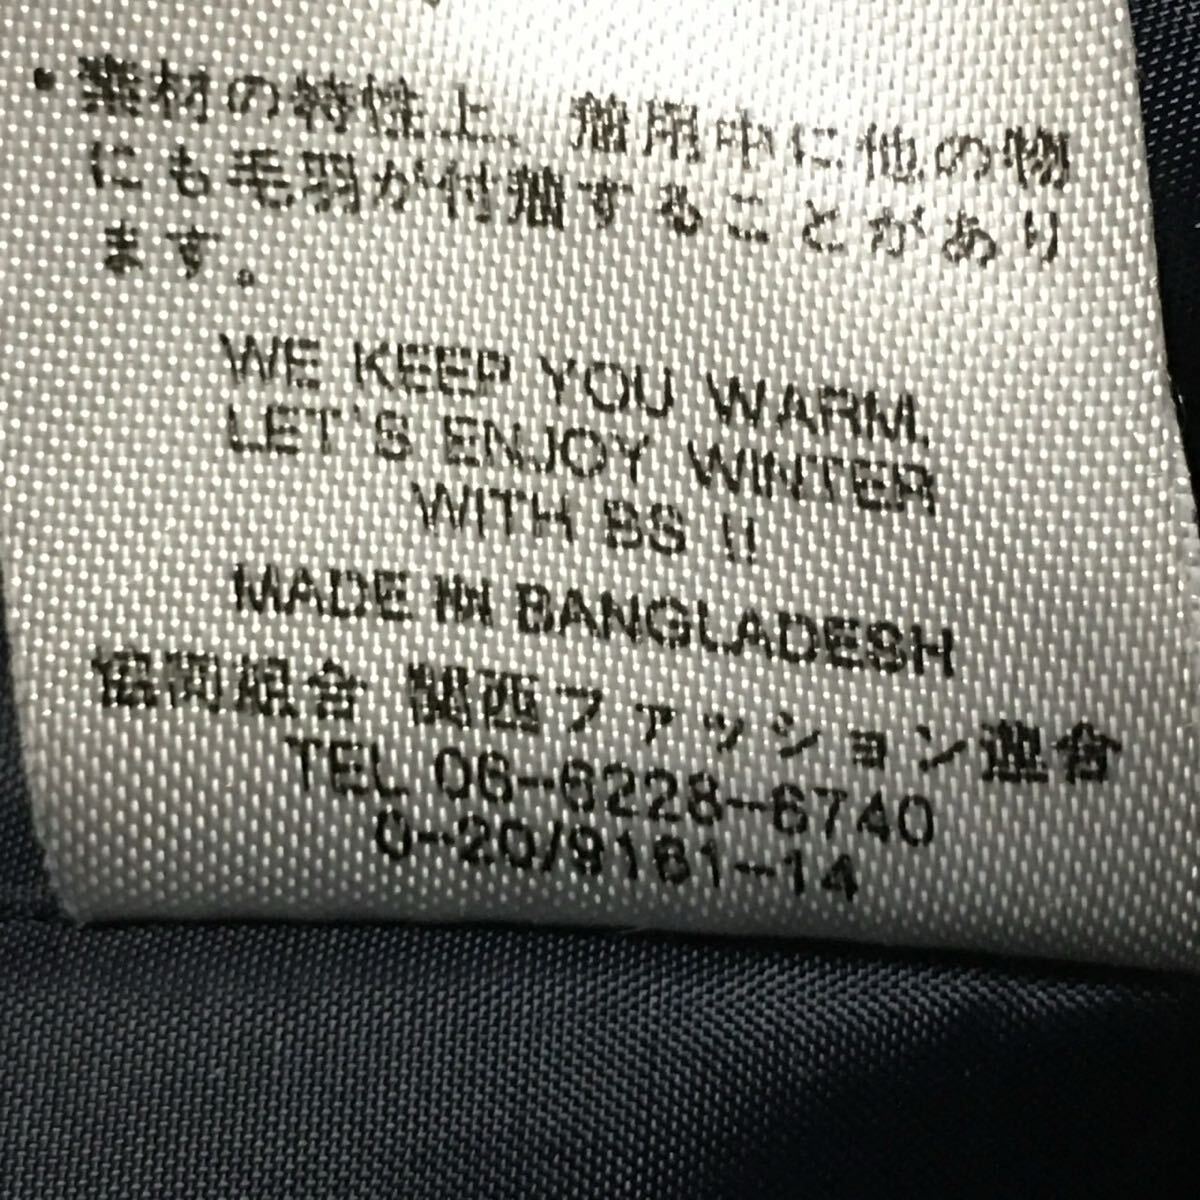 ・素材の特性上、着用中に他の物
にも毛羽が付着することがあり
ます。
WE KEEP YOU WARM,
LET'S ENJOY WINTER
WITH BS !!
MADE IN BANGLADESH
協同組合 関西ファッション連合
TEL 06-6228-6740
0-20/9161-14